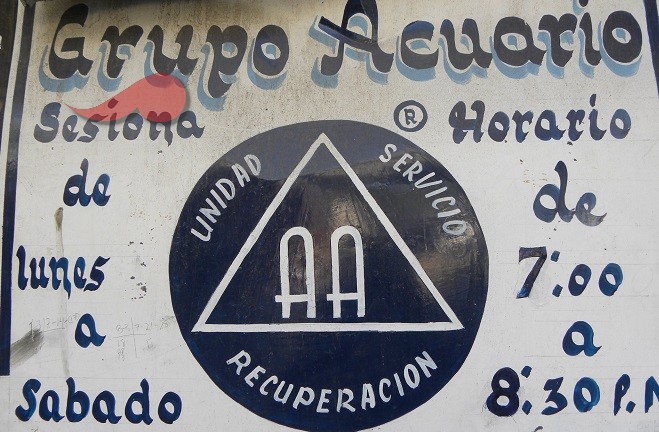 Grupo Acuario
Sesiona
de
lunes
a
Sabado
UNIDAD
SERVICIO
AA
RECUPERACION
®
Horario
de
7:00
a
8:30 P.M